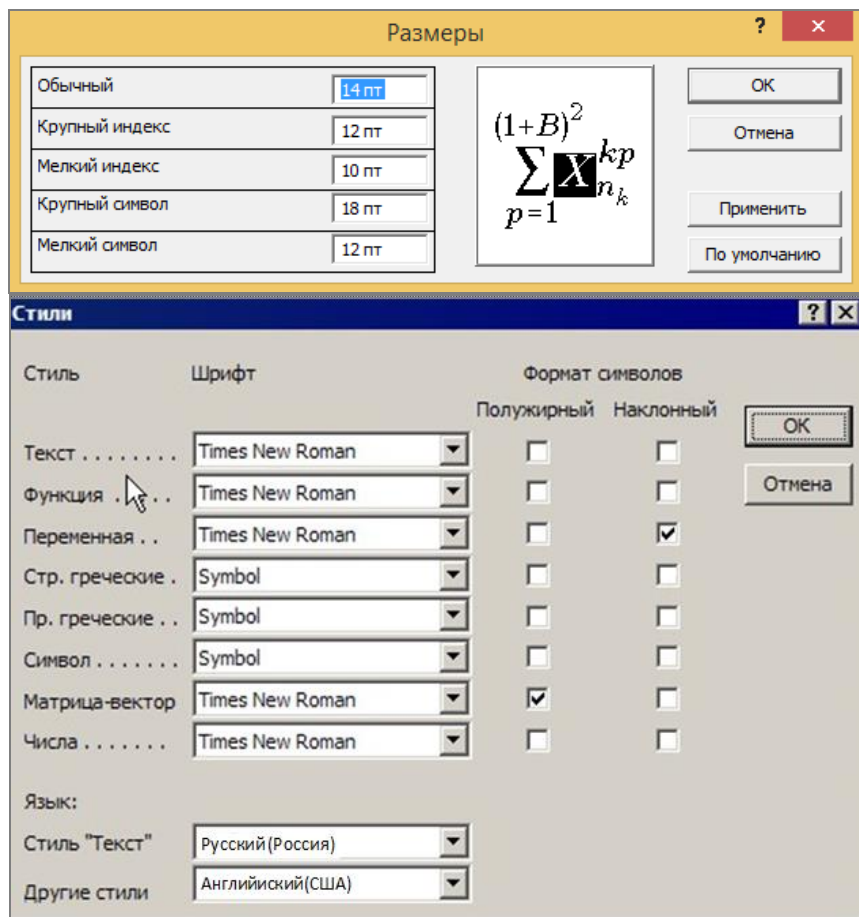 Размеры ? ×
Обычный 14 пт
Крупный индекс 12 пт
Мелкий индекс 10 пт
Крупный символ 18 пт
Мелкий символ 12 пт
(1+B)^2
∑ X^{kp}_{n_k}
p=1
ОК
Отмена
Применить
По умолчанию
Стили ? ×
Стиль Шрифт Формат символов
Полужирный Наклонный
ОК
Отмена
Текст . . . . . . . . Times New Roman
Функция . . . Times New Roman
Переменная . . Times New Roman
Стр. греческие . Symbol
Пр. греческие . . Symbol
Символ . . . . . . . Symbol
Матрица-вектор Times New Roman
Числа . . . . . . . Times New Roman
Язык:
Стиль "Текст" Русский(Россия)
Другие стили Английиский(США)